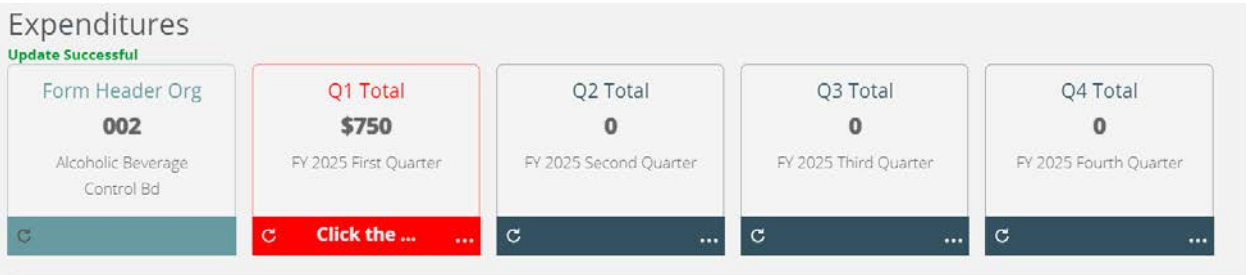 Expenditures
Update Successful
Form Header Org
002
Alcoholic Beverage
Control Bd
Q1 Total
$750
FY 2025 First Quarter
Click the ...
...
Q2 Total
0
FY 2025 Second Quarter
...
Q3 Total
0
FY 2025 Third Quarter
...
Q4 Total
0
FY 2025 Fourth Quarter
...